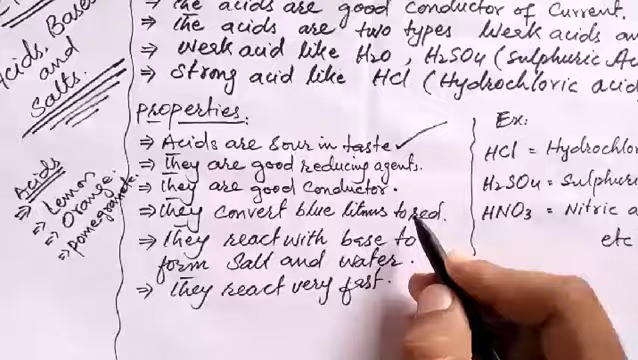 Acids, Bases
and
Salts.
⇒ The acids are good conductor of current.
⇒ The acids are two types Weak acids an
⇒ Weak acid like H2O, H2SO4 (Sulphuric Ac
⇒ Strong acid like HCl (Hydrochloric acid
Properties.
⇒ Acids are Sour in taste
⇒ They are good reducing agents.
⇒ They are good conductor.
⇒ They convert blue litmus to red.
⇒ They react with base to
form Salt and water.
⇒ They react very fast.
Acids
⇒ Lemon
⇒ Orange.
⇒ Pomegranate.
Ex:
HCl = Hydrochlor
H2SO4 = Sulphuri
HNO3 = Nitric a
etc